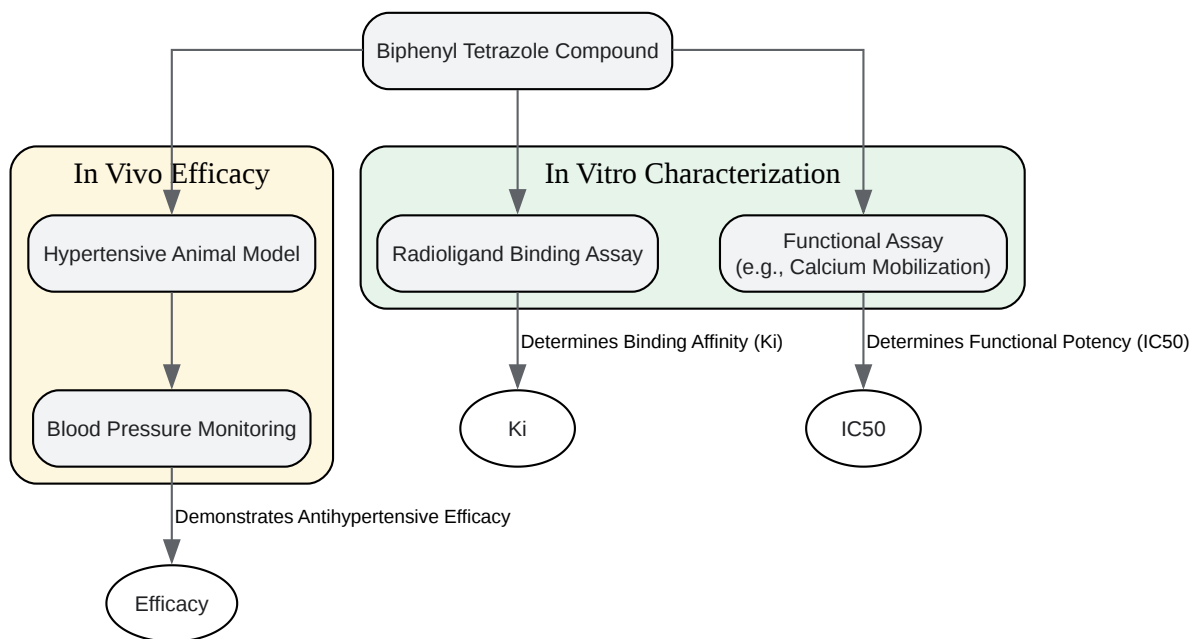 Biphenyl Tetrazole Compound
In Vivo Efficacy
In Vitro Characterization
Hypertensive Animal Model
Radioligand Binding Assay
Functional Assay
(e.g., Calcium Mobilization)
Determines Binding Affinity (Ki)
Determines Functional Potency (IC50)
Blood Pressure Monitoring
Ki
IC50
Demonstrates Antihypertensive Efficacy
Efficacy